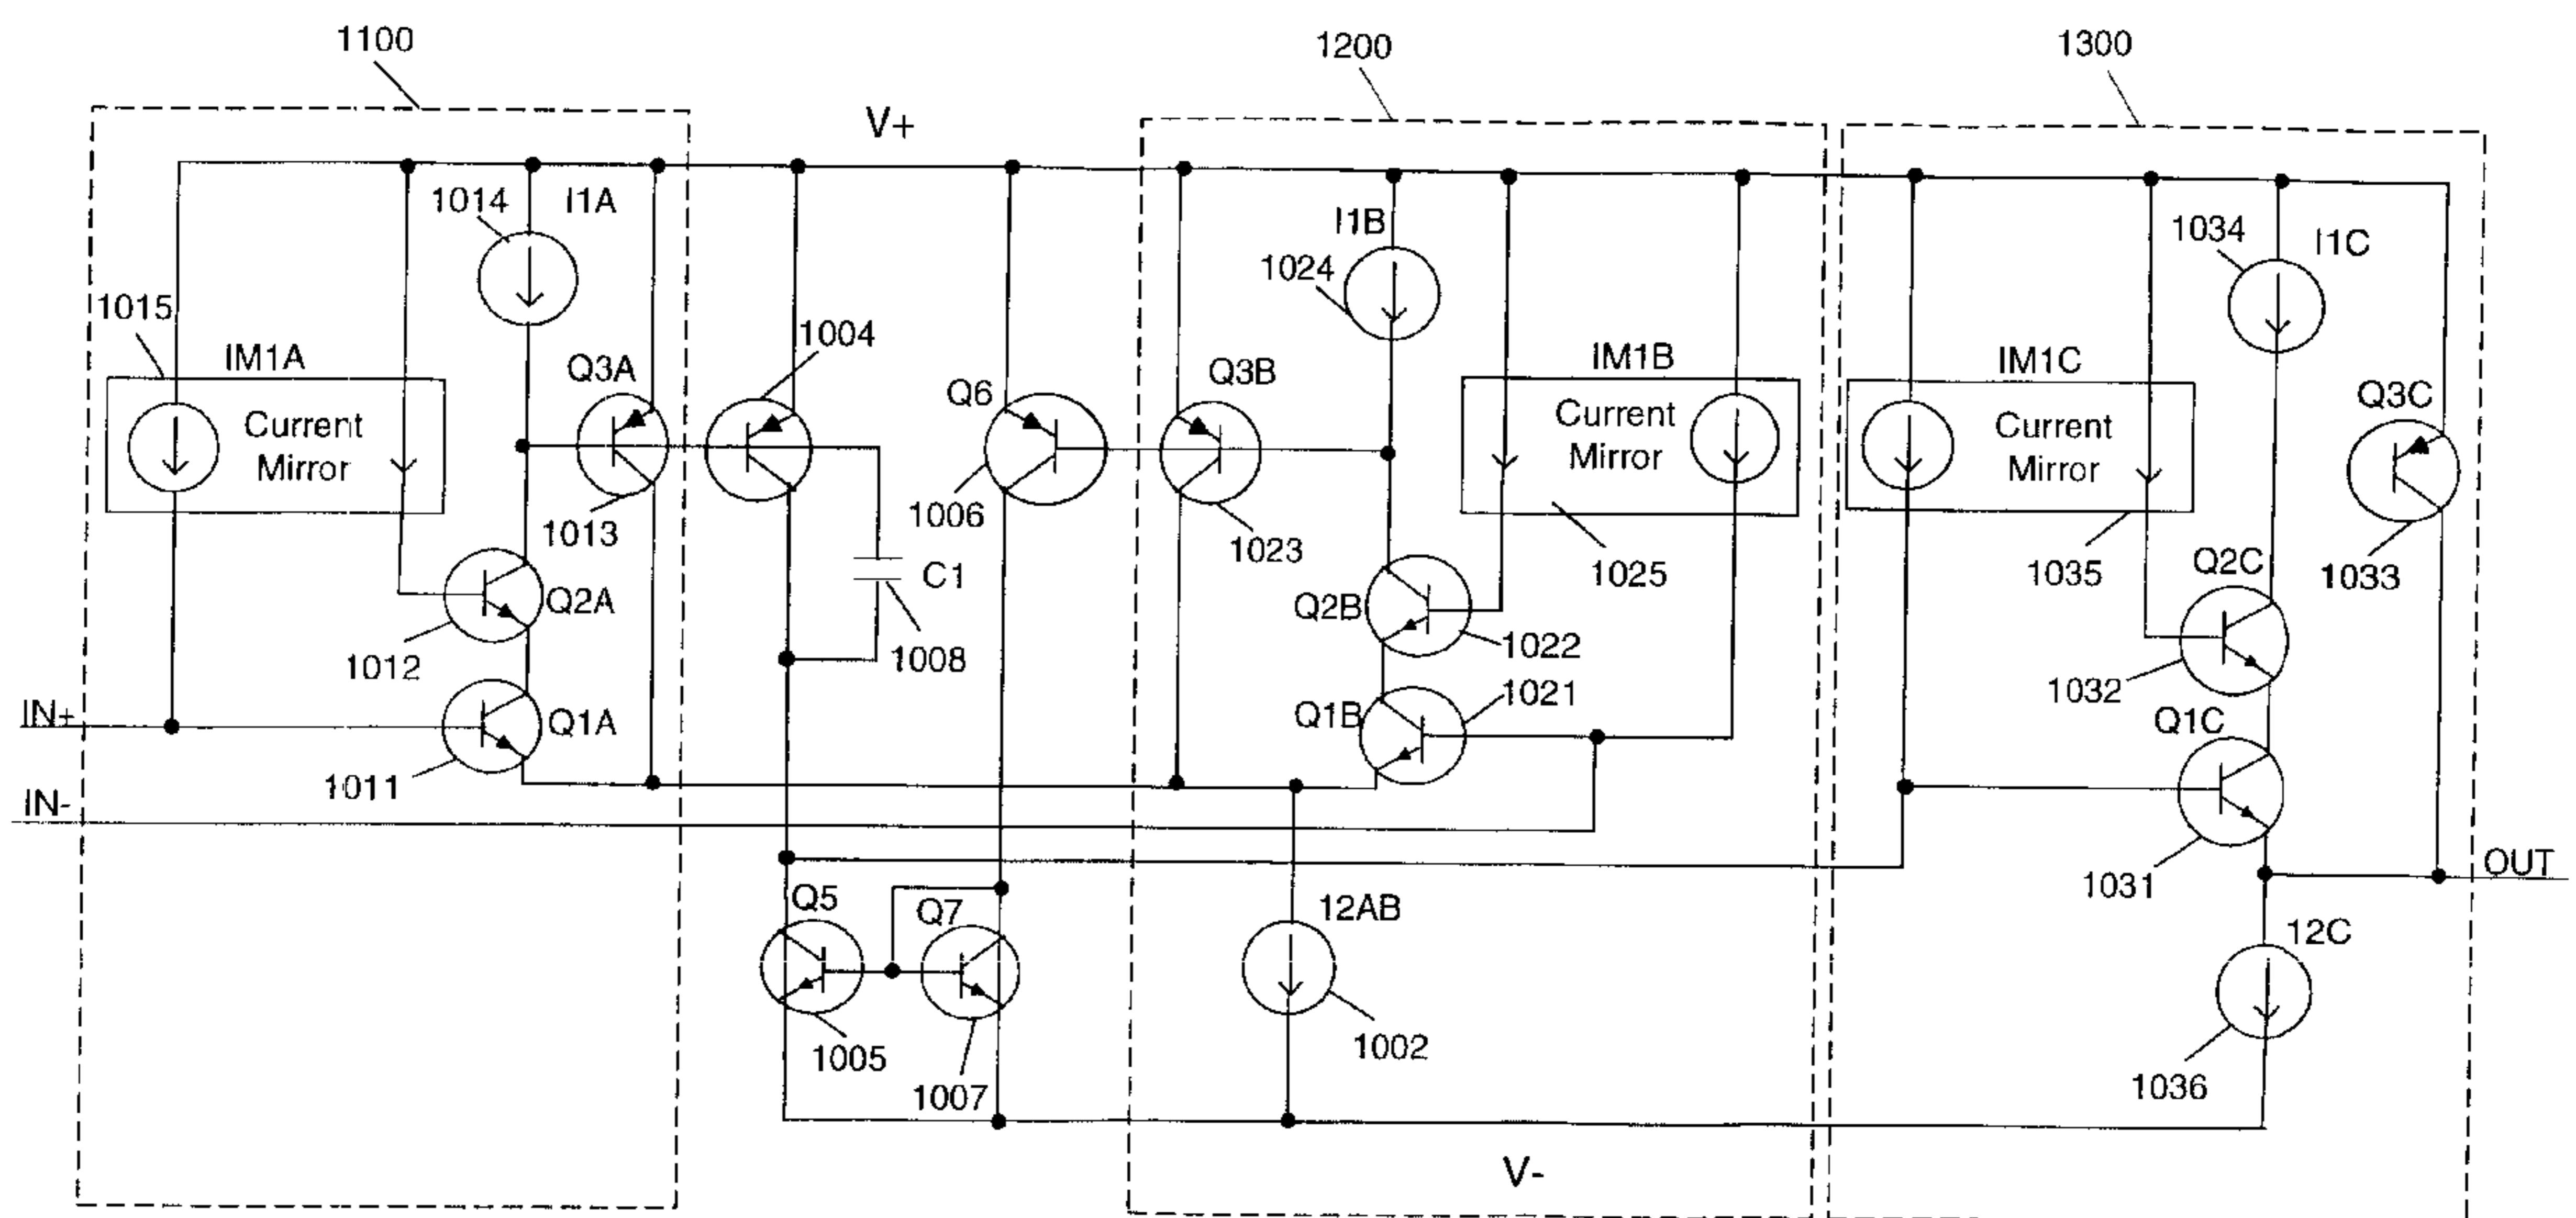 1100
1200
1300
V+
1014
I1A
I1B
1034
I1C
1024
1015
1004
IM1A
Q3A
Q6
Q3B
IM1B
IM1C
Q3C
Current
Mirror
Current
Mirror
Current
Mirror
1013
1006
1023
1025
1035
Q2C
1033
C1
Q2A
Q2B
1008
1012
1022
1032
1021
IN+
Q1A
Q1B
Q1C
1011
IN-
OUT
1031
Q5
Q7
12AB
12C
1005
1002
1007
1036
V-